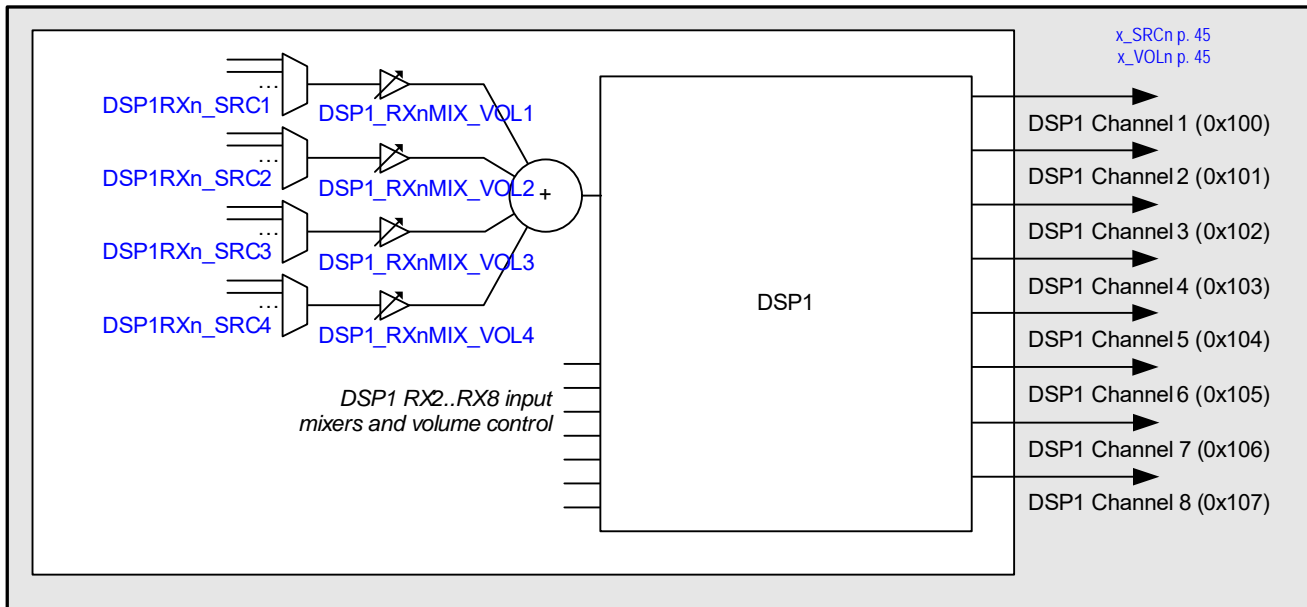 x_SRCn p. 45
x_VOLn p. 45
...
DSP1RXn_SRC1
DSP1_RXnMIX_VOL1
...
DSP1RXn_SRC2
DSP1_RXnMIX_VOL2
...
DSP1RXn_SRC3
DSP1_RXnMIX_VOL3
...
DSP1RXn_SRC4
DSP1_RXnMIX_VOL4
+
DSP1 RX2..RX8 input
mixers and volume control
DSP1
DSP1 Channel 1 (0x100)
DSP1 Channel 2 (0x101)
DSP1 Channel 3 (0x102)
DSP1 Channel 4 (0x103)
DSP1 Channel 5 (0x104)
DSP1 Channel 6 (0x105)
DSP1 Channel 7 (0x106)
DSP1 Channel 8 (0x107)